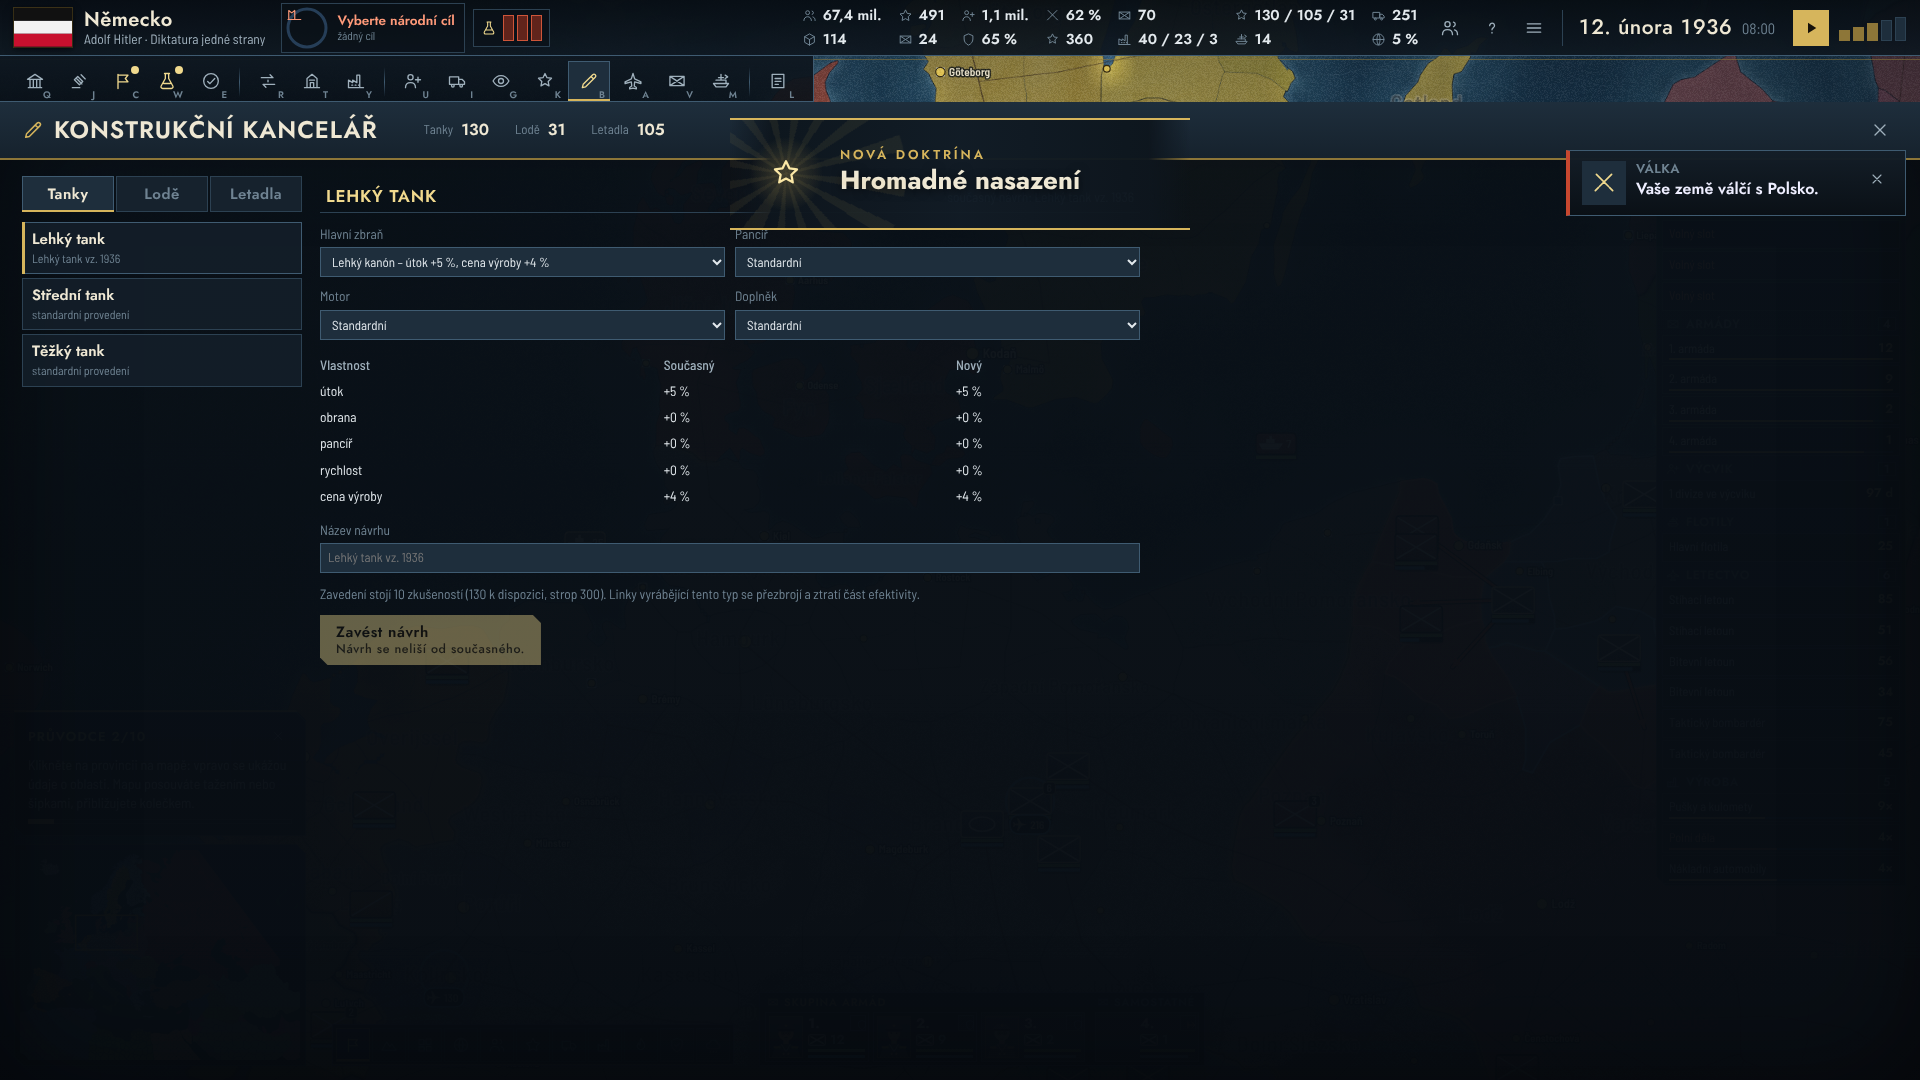 Německo
Adolf Hitler · Diktatura jedné strany
Vyberte národní cíl
žádný cíl
67,4 mil. 491 1,1 mil. 62 % 70 130 / 105 / 31 251
114 24 65 % 360 40 / 23 / 3 14 5 %
?
12. února 1936 08:00
Q J C W E R T Y U I G K B A V M L
Göteborg
KONSTRUKČNÍ KANCELÁŘ
Tanky 130 Lodě 31 Letadla 105
NOVÁ DOKTRÍNA
Hromadné nasazení
VÁLKA
Vaše země válčí s Polsko.
Tanky Lodě Letadla
Lehký tank
Lehký tank vz. 1936
Střední tank
standardní provedení
Těžký tank
standardní provedení
LEHKÝ TANK
Hlavní zbraň Pancíř
Lehký kanón – útok +5 %, cena výroby +4 % Standardní
Motor Doplněk
Standardní Standardní
Vlastnost Současný Nový
útok +5 % +5 %
obrana +0 % +0 %
pancíř +0 % +0 %
rychlost +0 % +0 %
cena výroby +4 % +4 %
Název návrhu
Lehký tank vz. 1936
Zavedení stojí 10 zkušeností (130 k dispozici, strop 300). Linky vyrábějící tento typ se přezbrojí a ztratí část efektivity.
Zavést návrh
Návrh se neliší od současného.